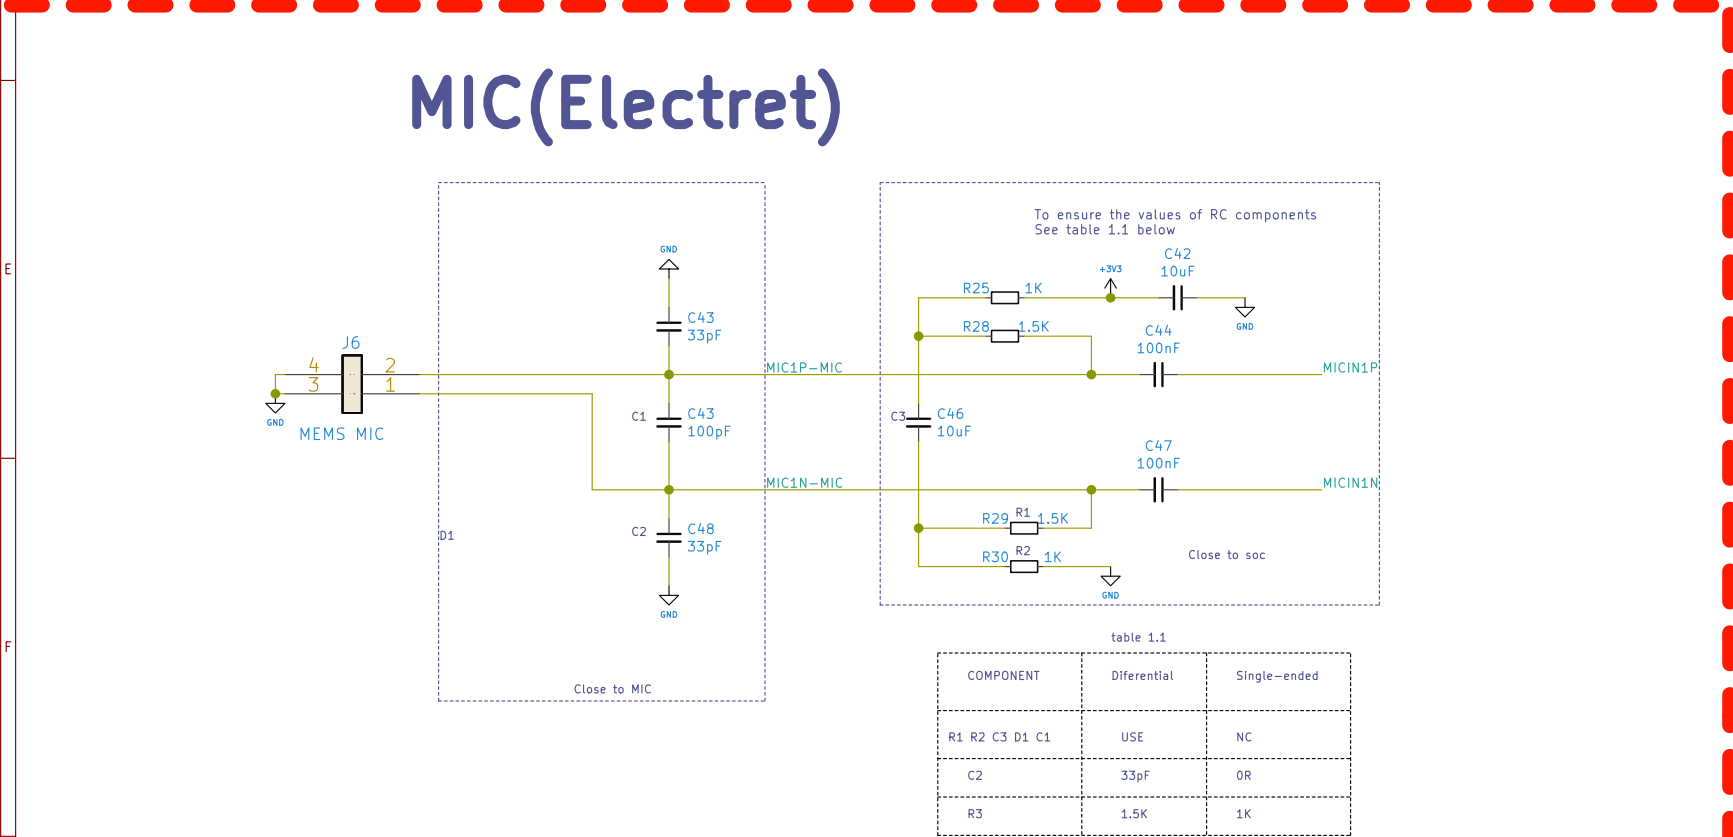 MIC(Electret)
To ensure the values of RC components
See table 1.1 below
GND
C42
10uF
+3V3
R25 1K
C43
33pF
R28 1.5K
GND
C44
100nF
J6
4 2
3 1
MIC1P-MIC
MICIN1P
GND
MEMS MIC
C1
C43
100pF
C3
C46
10uF
C47
100nF
MIC1N-MIC
MICIN1N
D1
C2
C48
33pF
R29 R1 1.5K
R30 R2 1K
Close to soc
GND
GND
Close to MIC
table 1.1
COMPONENT Diferential Single-ended
R1 R2 C3 D1 C1 USE NC
C2 33pF 0R
R3 1.5K 1K
E
F